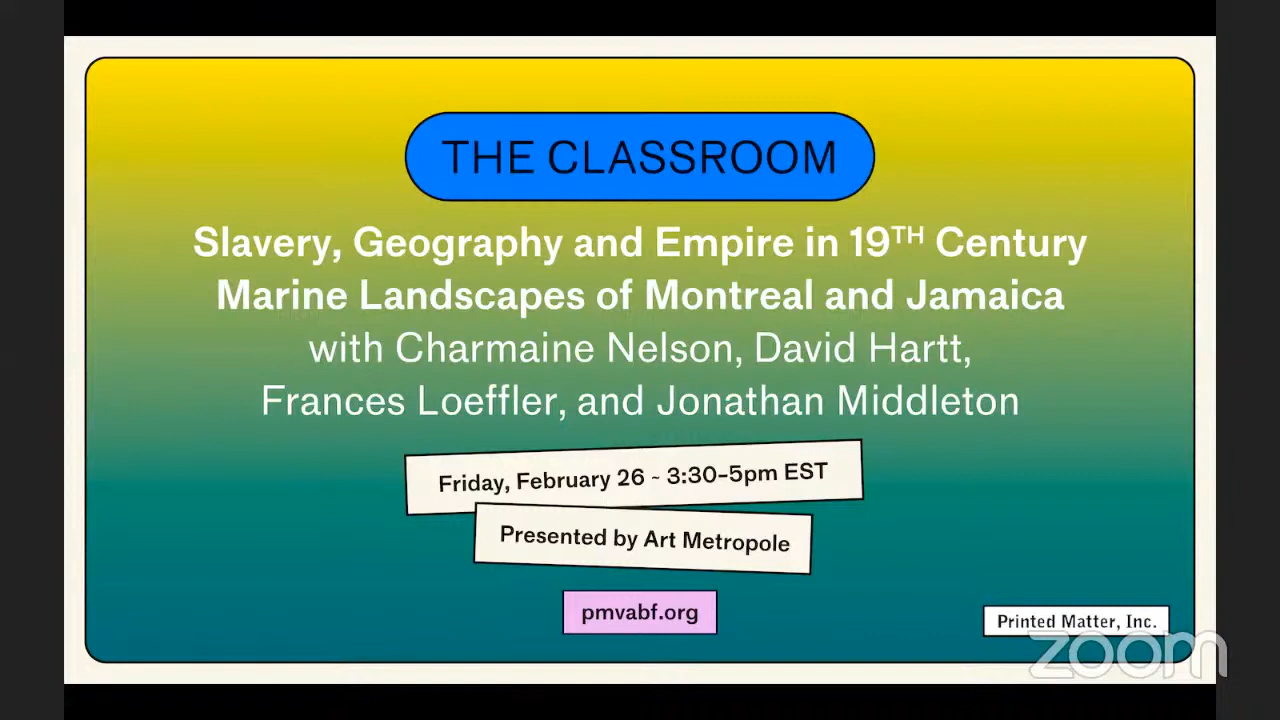 THE CLASSROOM
Slavery, Geography and Empire in 19TH Century
Marine Landscapes of Montreal and Jamaica
with Charmaine Nelson, David Hartt,
Frances Loeffler, and Jonathan Middleton
Friday, February 26 ~ 3:30–5pm EST
Presented by Art Metropole
pmvabf.org
Printed Matter, Inc.
zoom